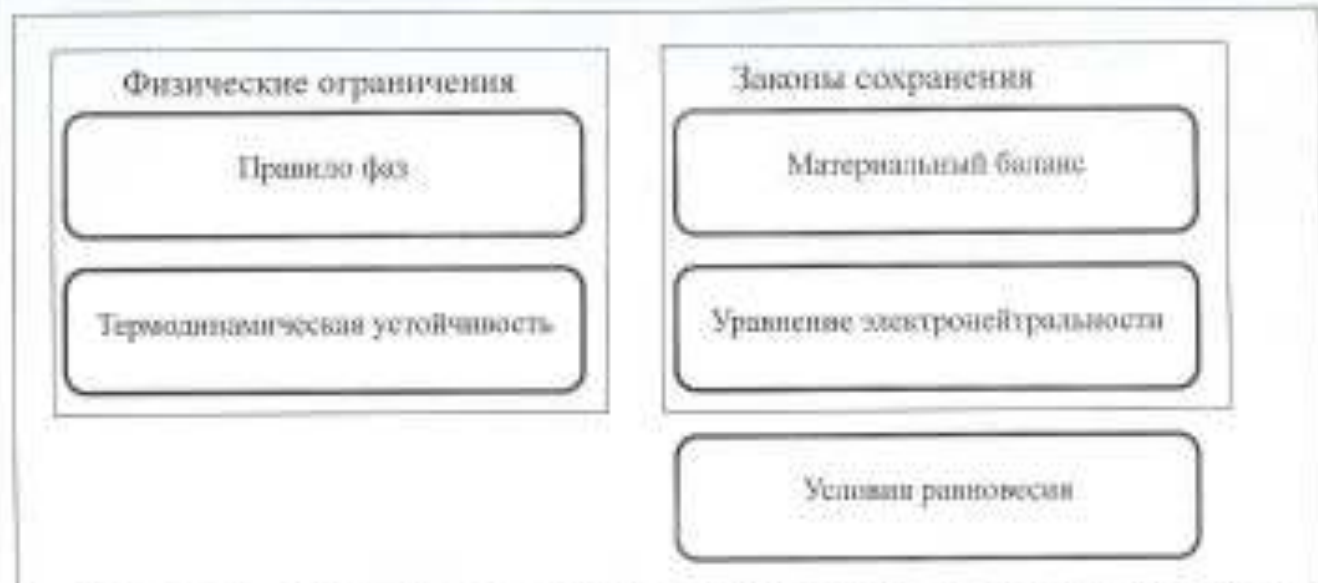 Физические ограничения
Правило фаз
Термодинамическая устойчивость
Законы сохранения
Материальный баланс
Уравнение электронейтральности
Условия равновесия